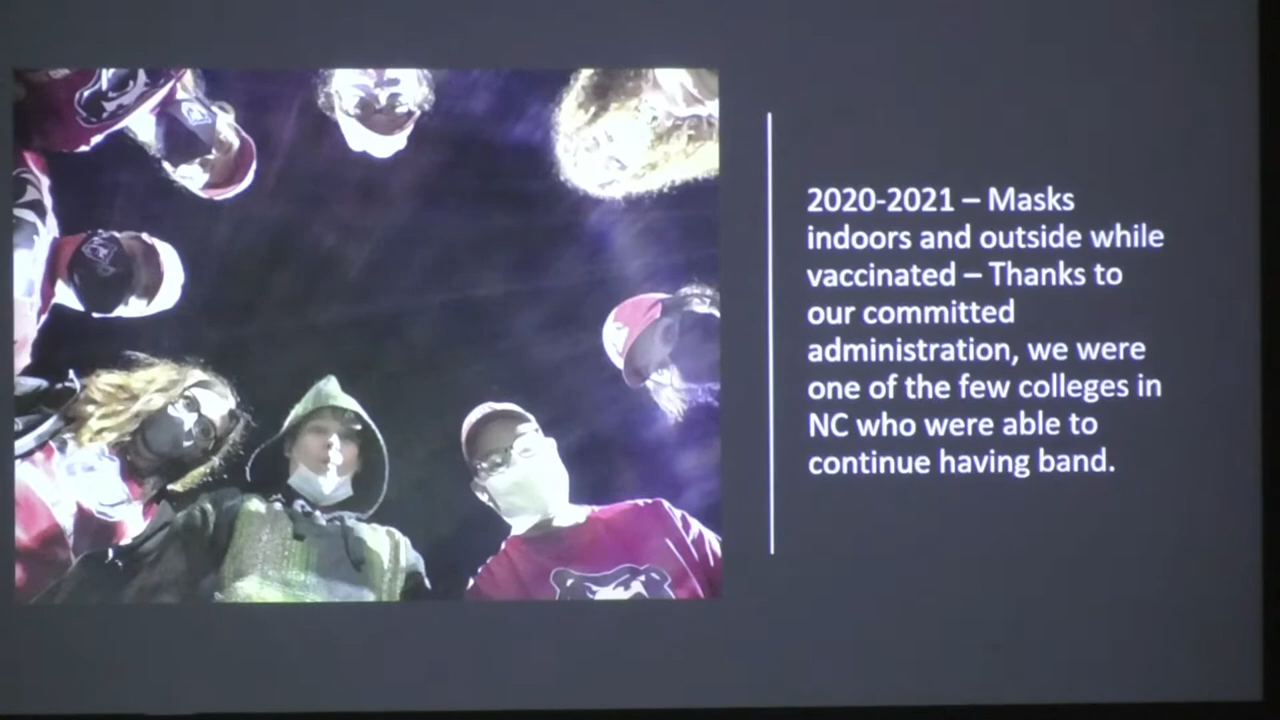 2020-2021 – Masks
indoors and outside while
vaccinated – Thanks to
our committed
administration, we were
one of the few colleges in
NC who were able to
continue having band.